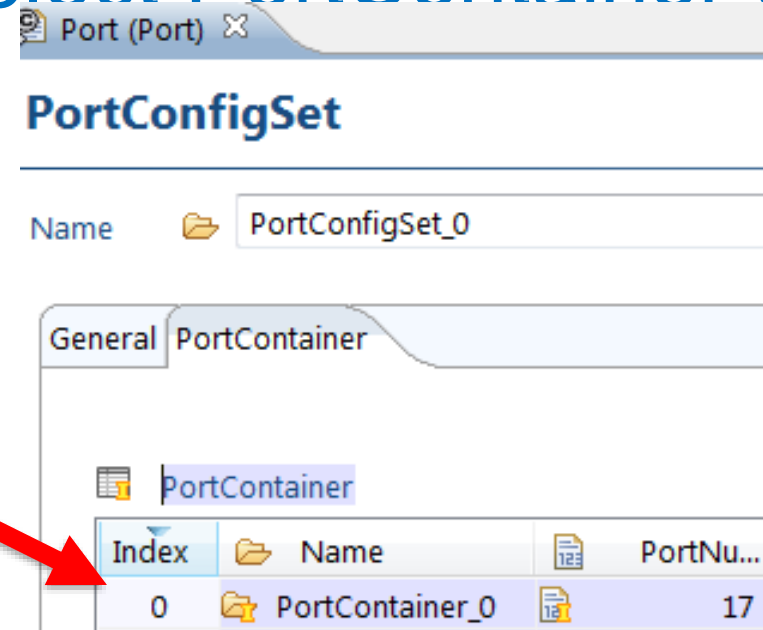 Port (Port)
PortConfigSet
Name PortConfigSet_0
General PortContainer
PortContainer
Index Name PortNu...
0 PortContainer_0 17